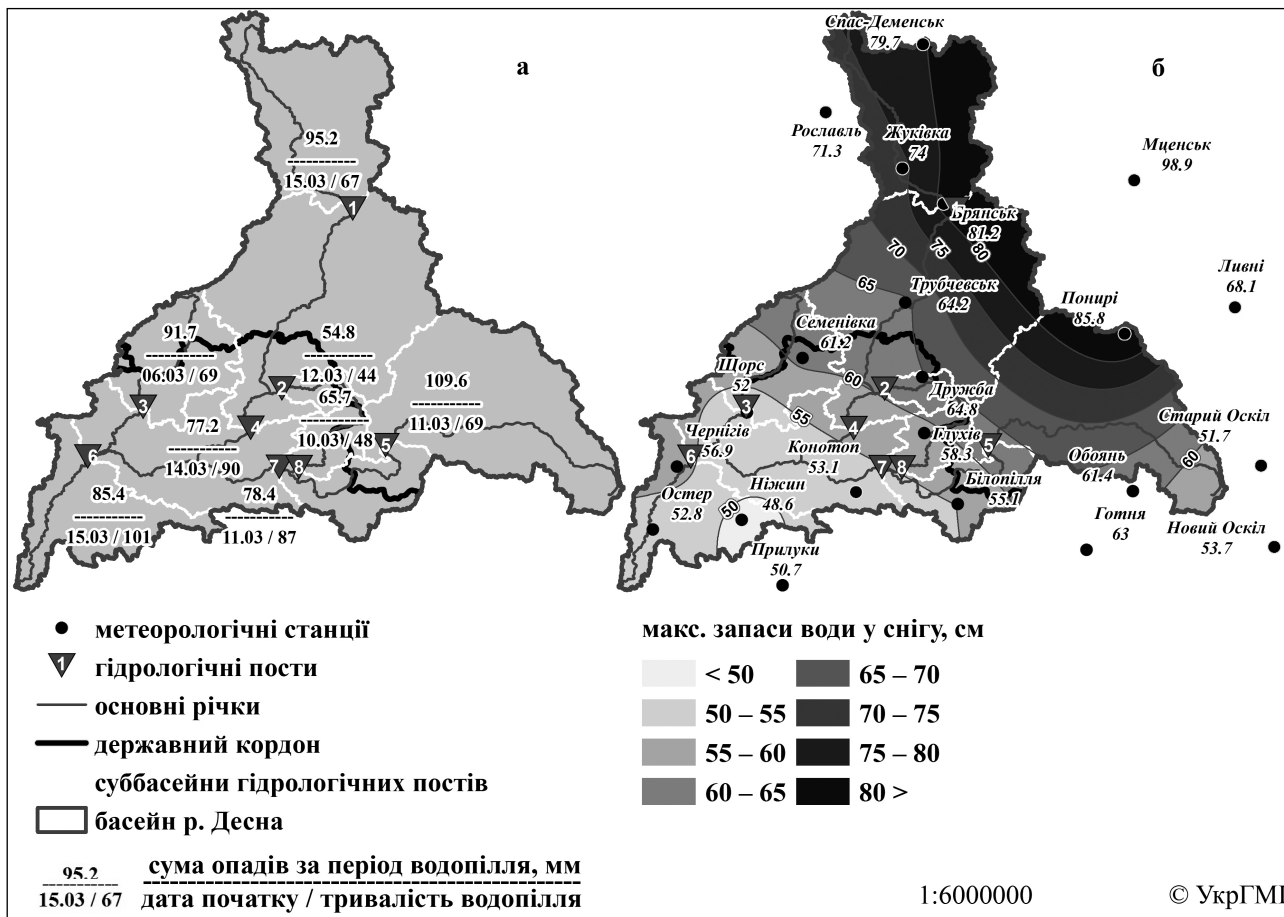 а
95.2
15.03 / 67
1
91.7
06.03 / 69
54.8
12.03 / 44
2
65.7
10.03 / 48
109.6
11.03 / 69
3
77.2
14.03 / 90
4
5
6
85.4
15.03 / 101
7
8
78.4
11.03 / 87
б
Спас-Деменськ
79.7
Рославль
71.3
Жуківка
74
Мценськ
98.9
Брянськ
81.2
70
75
80
65
Трубчевськ
64.2
Ливні
68.1
Понирі
85.8
Семенівка
61.2
60
2
Щорс
52
3
Дружба
64.8
55
4
Чернігів
56.9
6
Конотоп
53.1
Глухів
58.3
5
7
8
Старий Оскіл
51.7
60
Обоянь
61.4
Білопілля
55.1
Остер
52.8
Ніжин
48.6
50
Готня
63
Новий Оскіл
53.7
Прилуки
50.7
метеорологічні станції
1 гідрологічні пости
основні річки
державний кордон
суббасейни гідрологічних постів
басейн р. Десна
95.2 сума опадів за період водопілля, мм
15.03 / 67 дата початку / тривалість водопілля
макс. запаси води у снігу, см
< 50
50 – 55
55 – 60
60 – 65
65 – 70
70 – 75
75 – 80
80 >
1:6000000
© УкрГМІ